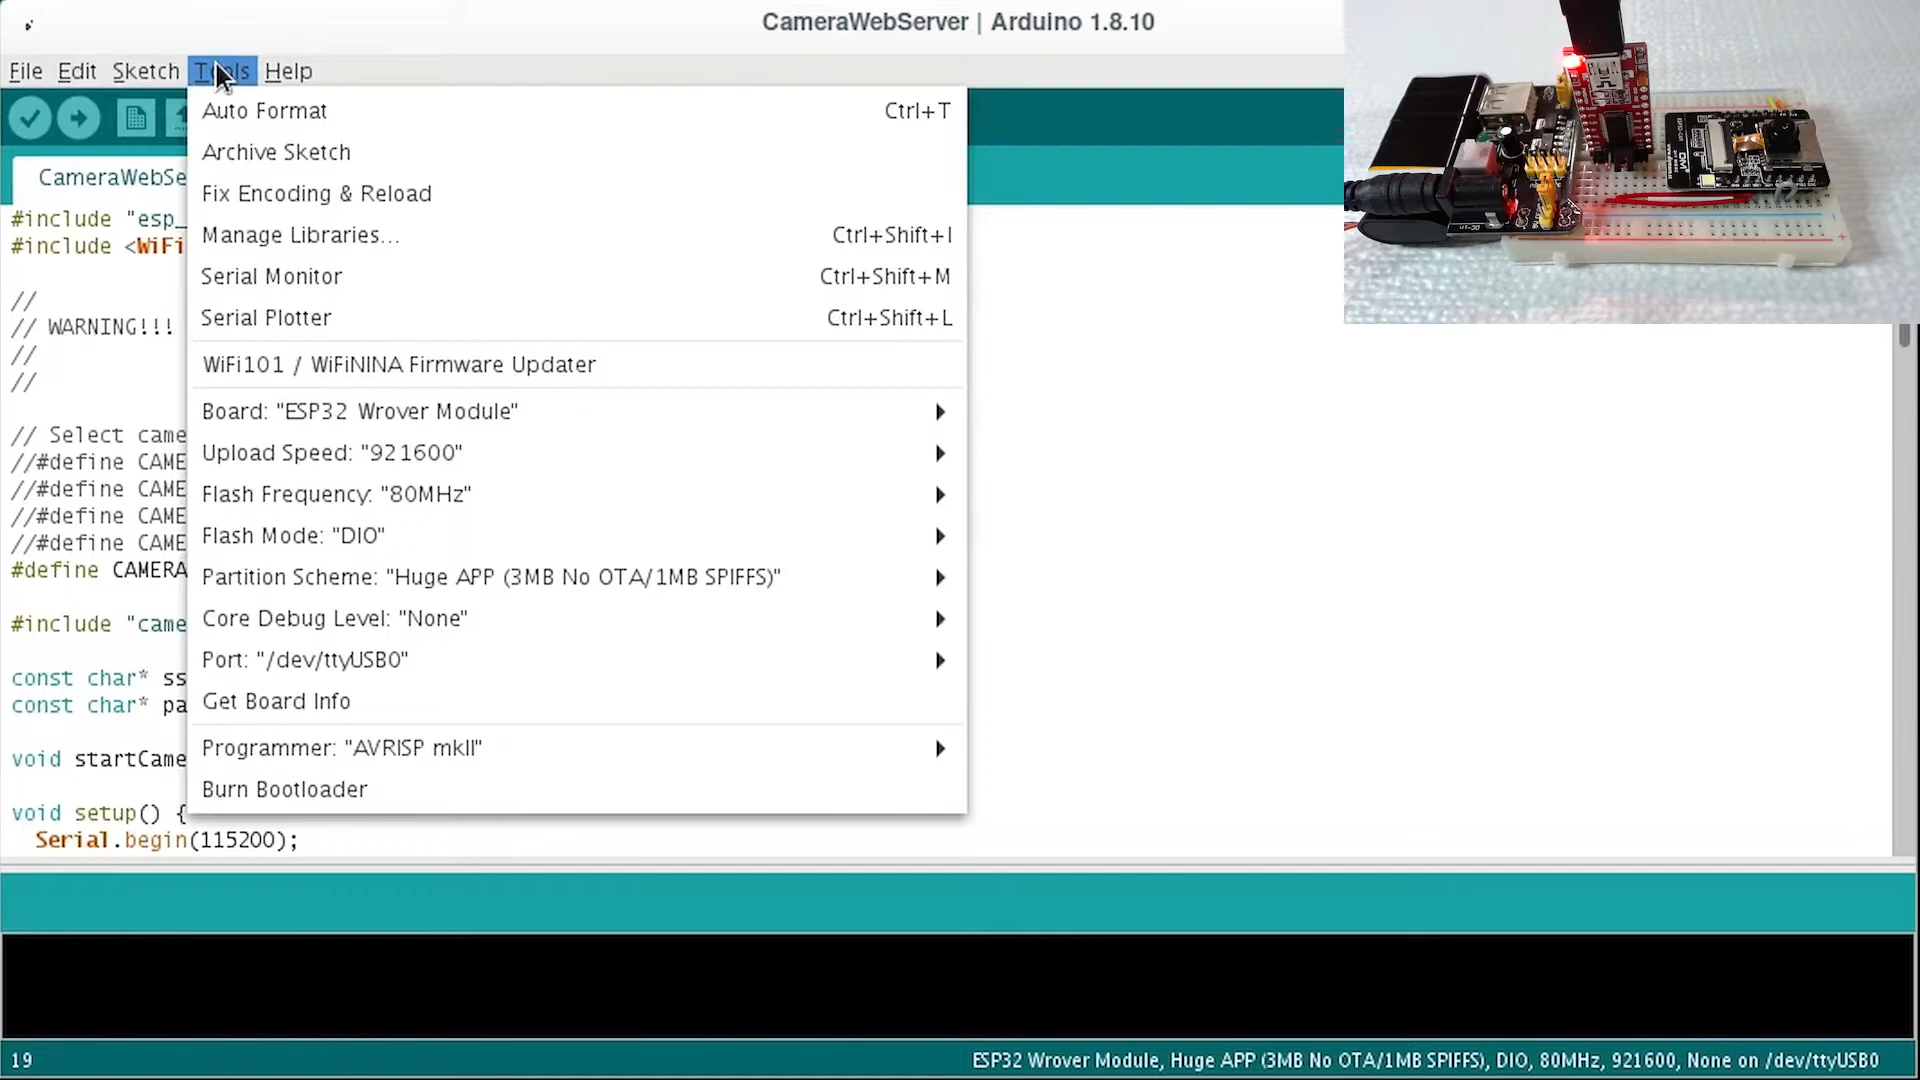 CameraWebServer | Arduino 1.8.10
File Edit Sketch Tools Help
Auto Format Ctrl+T
Archive Sketch
CameraWebSe
Fix Encoding & Reload
#include "esp_
Manage Libraries... Ctrl+Shift+I
#include <WiFi
Serial Monitor Ctrl+Shift+M
//
Serial Plotter Ctrl+Shift+L
// WARNING!!!
//
WiFi101 / WiFiNINA Firmware Updater
//
Board: "ESP32 Wrover Module"
// Select came
Upload Speed: "921600"
//#define CAME
Flash Frequency: "80MHz"
//#define CAME
//#define CAME
Flash Mode: "DIO"
//#define CAME
#define CAMERA
Partition Scheme: "Huge APP (3MB No OTA/1MB SPIFFS)"
Core Debug Level: "None"
#include "came
Port: "/dev/ttyUSB0"
const char* ss
Get Board Info
const char* pa
Programmer: "AVRISP mkII"
void startCame
Burn Bootloader
void setup() {
Serial.begin(115200);
19
ESP32 Wrover Module, Huge APP (3MB No OTA/1MB SPIFFS), DIO, 80MHz, 921600, None on /dev/ttyUSB0